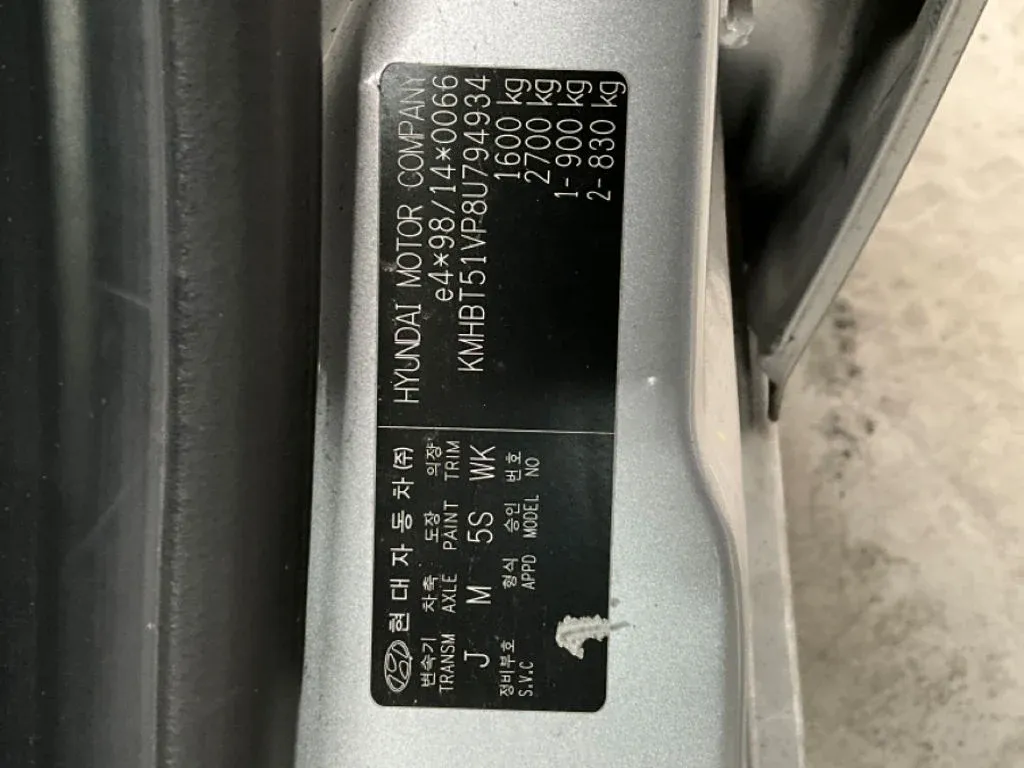 현대자동차(주)
변속기 차축 도장 의장
TRANSM AXLE PAINT TRIM
J M 5S WK
정비부호 형식 승인 번호
S.V.C APPD MODEL NO
HYUNDAI MOTOR COMPANY
e4*98/14*0066
KMHBT51VP8U794934
1600 kg
2700 kg
1- 900 kg
2- 830 kg